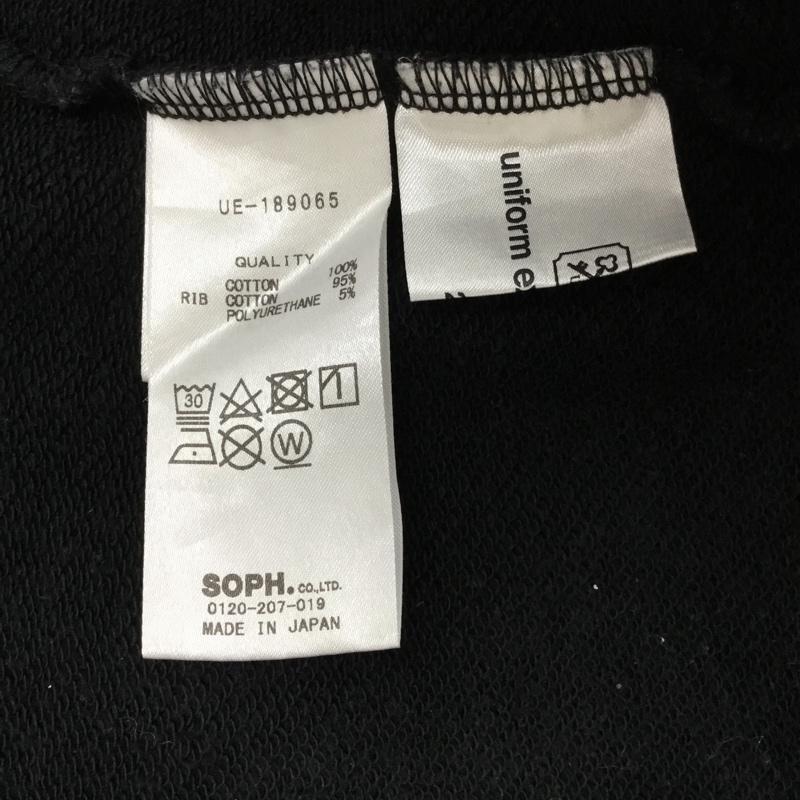 UE-189065
QUALITY
COTTON 100%
RIB COTTON 95%
POLYURETHANE 5%
30
W
SOPH. CO.,LTD.
0120-207-019
MADE IN JAPAN
uniform e
2